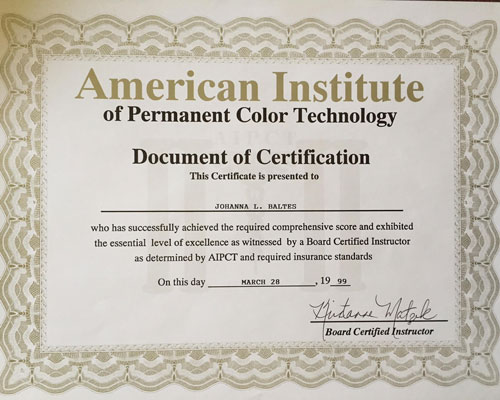 American Institute
of Permanent Color Technology
AIPCT
Document of Certification
This Certificate is presented to
JOHANNA L. BALTES
who has successfully achieved the required comprehensive score and exhibited
the essential level of excellence as witnessed by a Board Certified Instructor
as determined by AIPCT and required insurance standards
On this day MARCH 28, 19 99
Board Certified Instructor